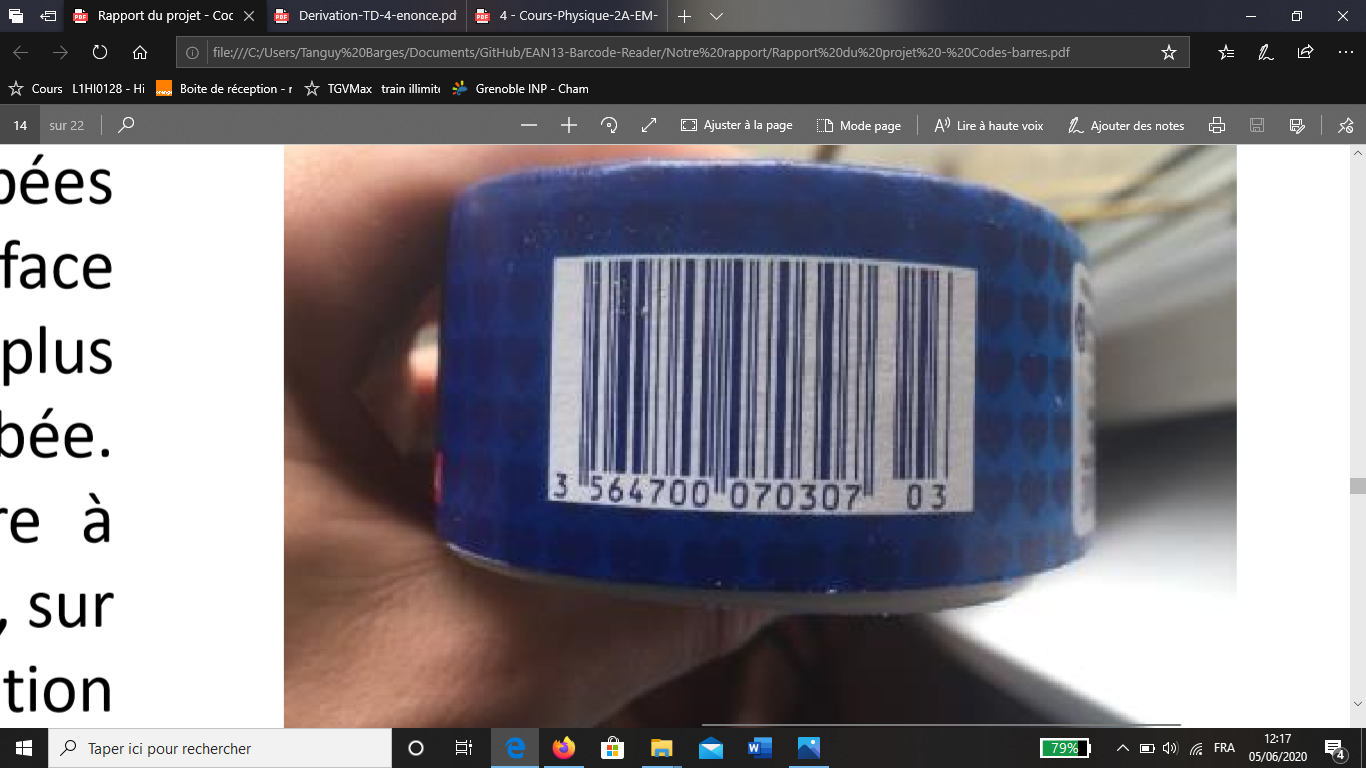 Rapport du projet - Coc
Derivation-TD-4-enonce.pd
4 - Cours-Physique-2A-EM-
file:///C:/Users/Tanguy%20Barges/Documents/GitHub/EAN13-Barcode-Reader/Notre%20rapport/Rapport%20du%20projet%20-%20Codes-barres.pdf
Cours L1HI0128 - Hi
orange
Boite de réception - r
TGVMax train illimité
Grenoble INP - Cham
14 sur 22
Ajuster à la page
Mode page
Lire à haute voix
Ajouter des notes
bées
face
plus
bée.
re à
, sur
tion
3 564700 070307 03
Taper ici pour rechercher
79%
FRA
12:17
05/06/2020
4